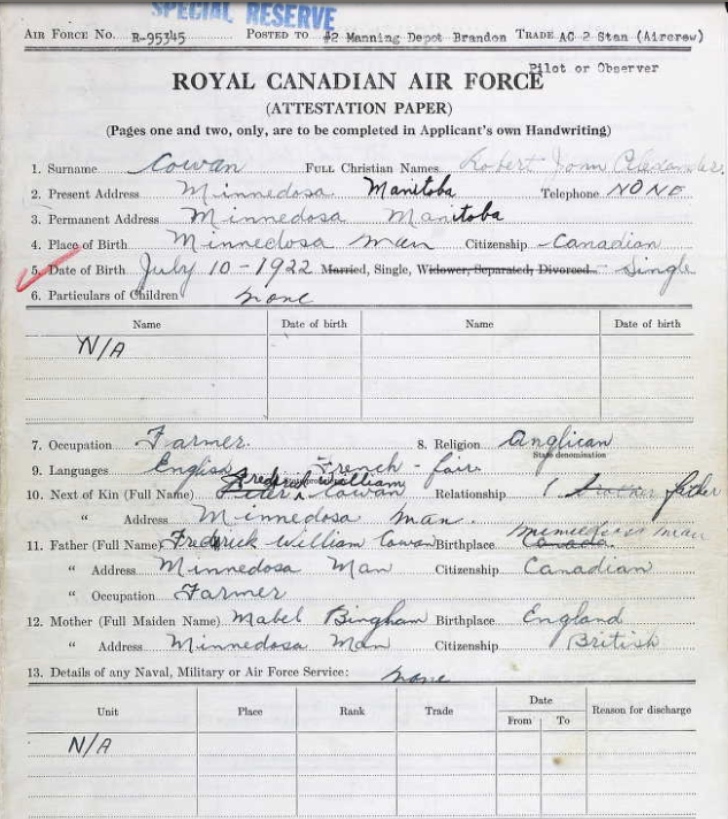 SPECIAL RESERVE
AIR FORCE NO. R-95345 POSTED TO #2 Manning Depot Brandon TRADE AC 2 Stan (Aircrew)
Pilot or Observer
ROYAL CANADIAN AIR FORCE
(ATTESTATION PAPER)
(Pages one and two, only, are to be completed in Applicant's own Handwriting)
1. Surname Cowan FULL CHRISTIAN NAMES Robert John Alexander.
2. Present Address Minnedosa Manitoba Telephone NONE
3. Permanent Address Minnedosa Manitoba
4. Place of Birth Minnedosa Man Citizenship Canadian
5. Date of Birth July 10-1922 Married, Single, Widower, Separated, Divorced Single
6. Particulars of Children none
Name Date of birth Name Date of birth
N/A
7. Occupation Farmer. 8. Religion Anglican
State denomination
9. Languages English French - fair
Frederick William
10. Next of Kin (Full Name) Peter Cowan Relationship brother father
" Address Minnedosa Man.
11. Father (Full Name) Frederick William Cowan Birthplace Canada. Minnedosa Man
" Address Minnedosa Man Citizenship Canadian
" Occupation Farmer
12. Mother (Full Maiden Name) Mabel Bingham Birthplace England
" Address Minnedosa Man Citizenship British
13. Details of any Naval, Military or Air Force Service: none
Unit Place Rank Trade Date Reason for discharge
From To
N/A